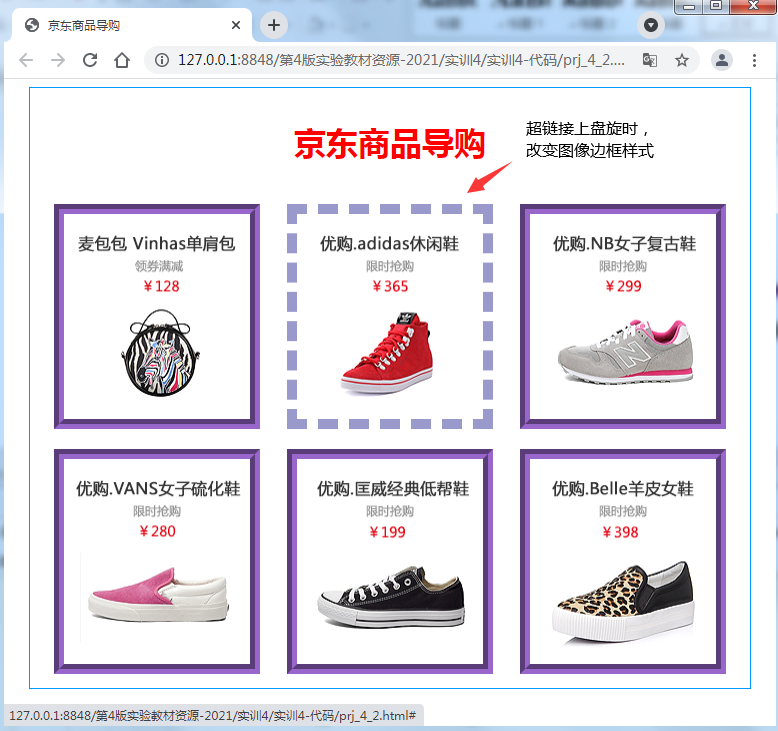 京东商品导购
127.0.0.1:8848/第4版实验教材资源-2021/实训4/实训4-代码/prj_4_2....
京东商品导购
超链接上盘旋时，
改变图像边框样式
麦包包 Vinhas单肩包
领券满减
￥128
优购.adidas休闲鞋
限时抢购
￥365
优购.NB女子复古鞋
限时抢购
￥299
优购.VANS女子硫化鞋
限时抢购
￥280
优购.匡威经典低帮鞋
限时抢购
￥199
优购.Belle羊皮女鞋
限时抢购
￥398
127.0.0.1:8848/第4版实验教材资源-2021/实训4/实训4-代码/prj_4_2.html#